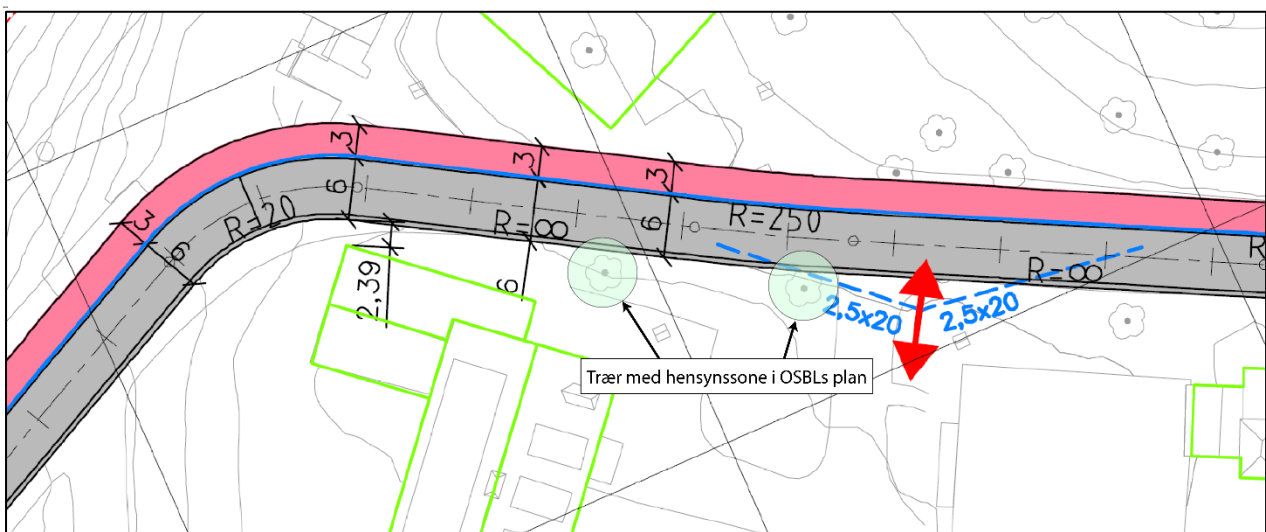 3
3
3
3
6
6
6
6
R=20
R=∞
R=250
R=∞
R
2,39
2,5x20
2,5x20
Trær med hensynssone i OSBLs plan